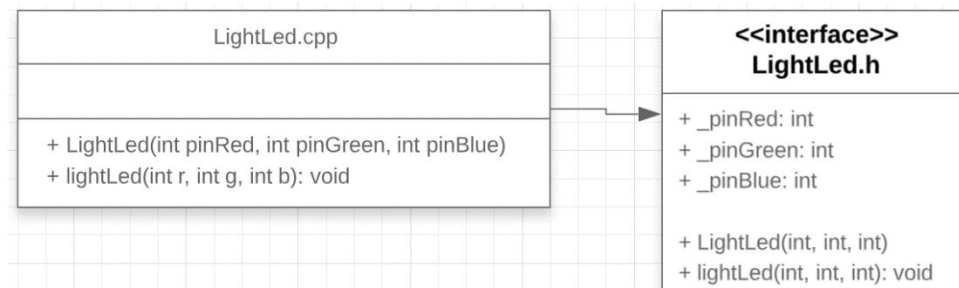 LightLed.cpp
+ LightLed(int pinRed, int pinGreen, int pinBlue)
+ lightLed(int r, int g, int b): void
<<interface>>
LightLed.h
+ _pinRed: int
+ _pinGreen: int
+ _pinBlue: int
+ LightLed(int, int, int)
+ lightLed(int, int, int): void